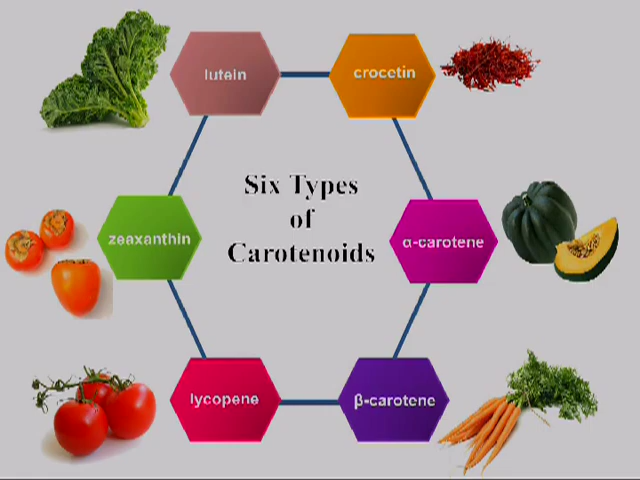 lutein
crocetin
Six Types
of
Carotenoids
zeaxanthin
α-carotene
lycopene
β-carotene